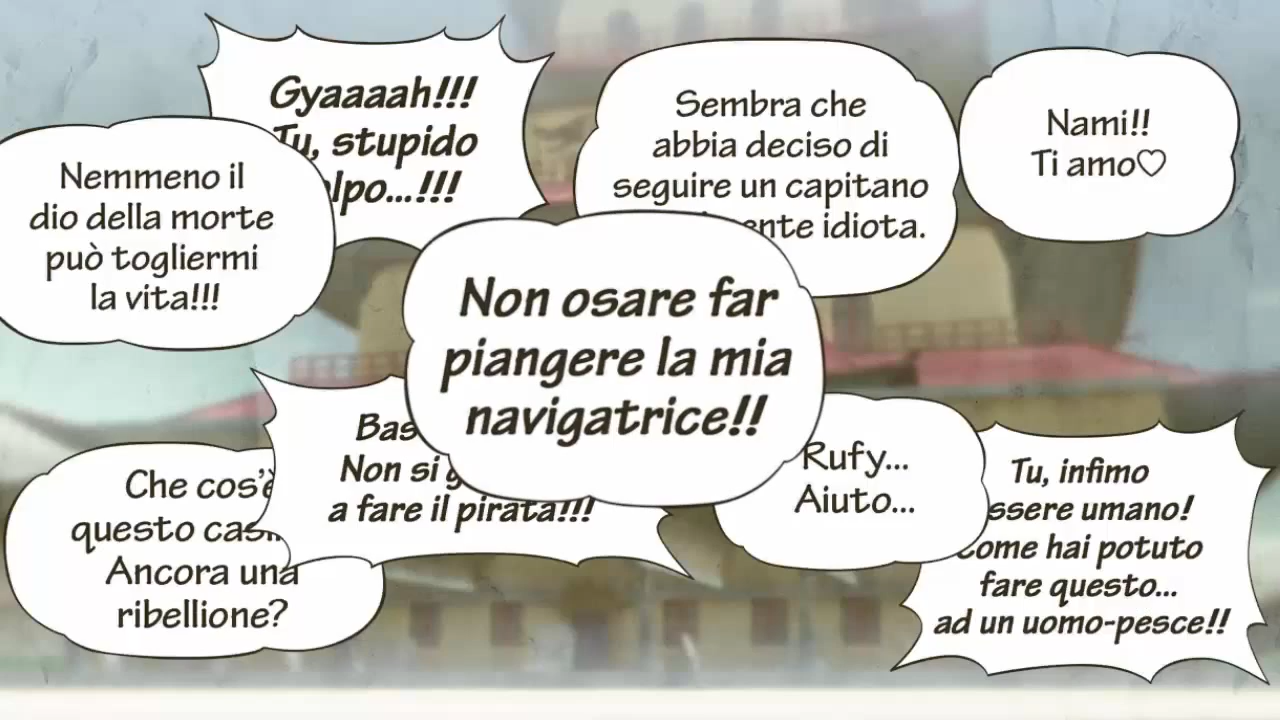 Gyaaaah!!!
Tu, stupido
Sembra che
abbia deciso di
seguire un capitano
idiota.
Nami!!
Ti amo♡
Nemmeno il
dio della morte
può togliermi
la vita!!!
Non osare far
piangere la mia
navigatrice!!
Non si
a fare il pirata!!!
Rufy...
Aiuto...
Che cos'è
questo
Ancora una
ribellione?
Tu, infimo
essere umano!
Come hai potuto
fare questo...
ad un uomo-pesce!!